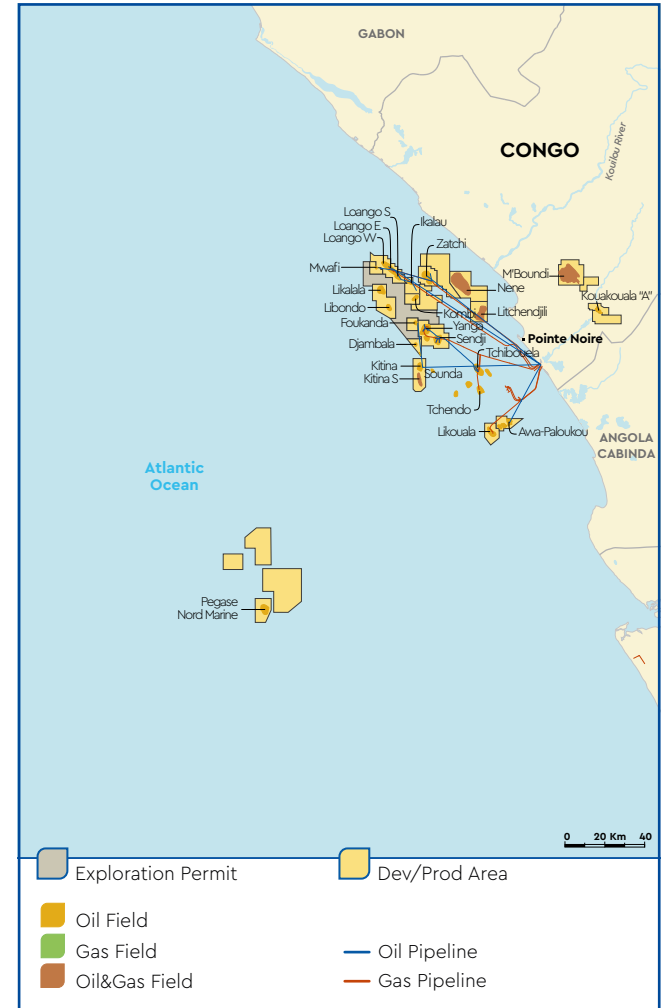 GABON
CONGO
Kouilou River
Loango S
Loango E
Loango W
Ikalau
Zatchi
Mwafi
M'Boundi
Nene
Likalala
Kouakouala "A"
Libondo
Kombi
Litchendjili
Foukanda
Yanga
Sendji
Pointe Noire
Djambala
Tchibouela
Kitina
Sounda
Kitina S
Tchendo
Likouala
Awa-Paloukou
ANGOLA
CABINDA
Atlantic
Ocean
Pegase
Nord Marine
0 20 Km 40
Exploration Permit
Dev/Prod Area
Oil Field
Gas Field
Oil Pipeline
Oil&Gas Field
Gas Pipeline